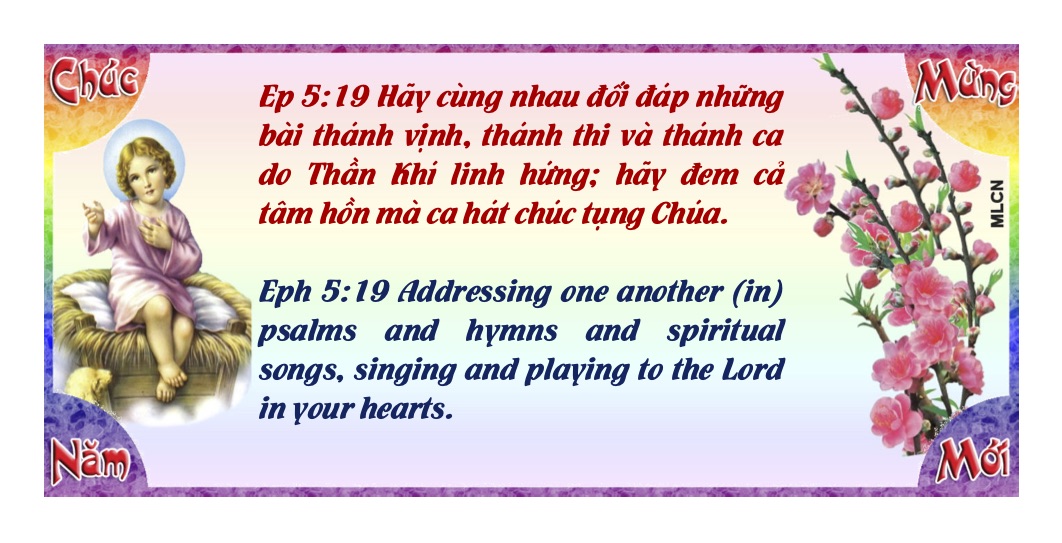 Chúc
Mừng
Ep 5:19 Hãy cùng nhau đối đáp những
bài thánh vịnh, thánh thi và thánh ca
do Thần Khí linh hứng; hãy đem cả
tâm hồn mà ca hát chúc tụng Chúa.
MLCN
Eph 5:19 Addressing one another (in)
psalms and hymns and spiritual
songs, singing and playing to the Lord
in your hearts.
Năm
Mới